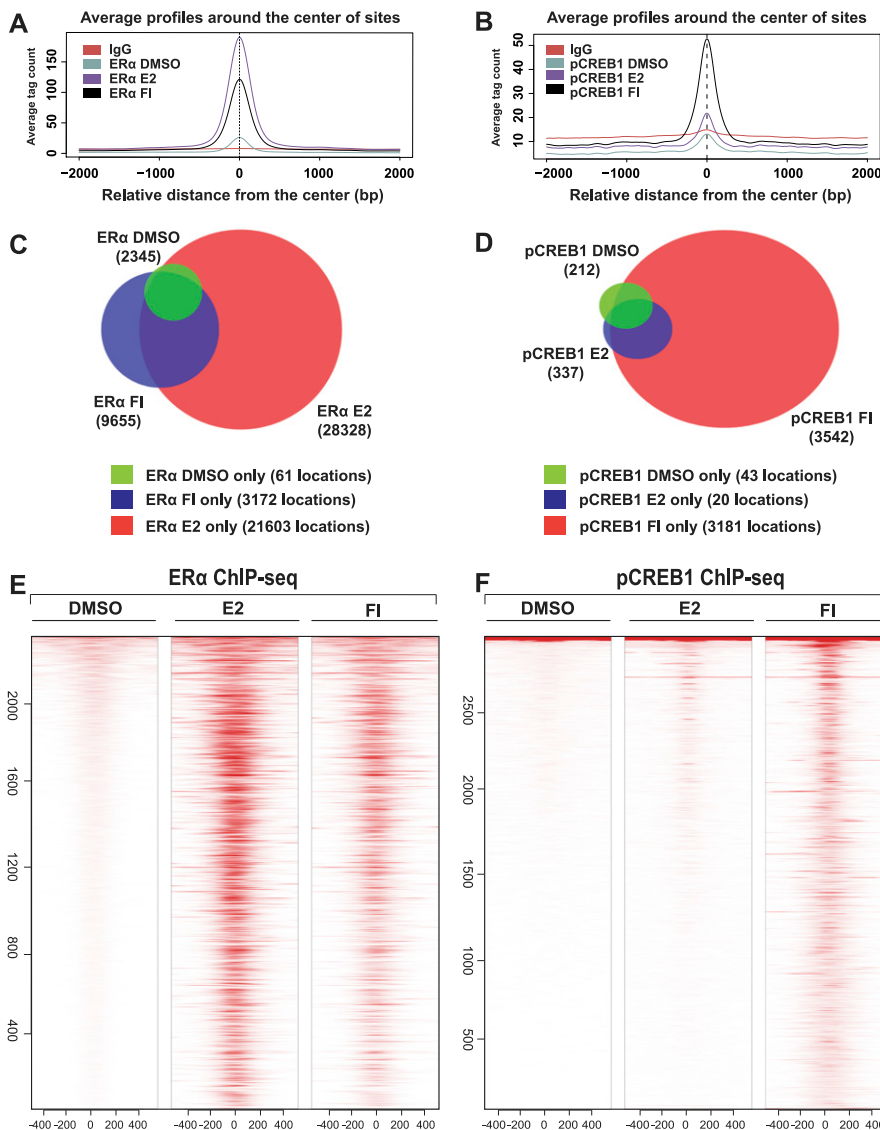 A
Average profiles around the center of sites
Average tag count
0 50 100 150
IgG
ERα DMSO
ERα E2
ERα FI
−2000 −1000 0 1000 2000
Relative distance from the center (bp)
B
Average profiles around the center of sites
Average tag count
10 20 30 40 50
IgG
pCREB1 DMSO
pCREB1 E2
pCREB1 FI
−2000 −1000 0 1000 2000
Relative distance from the center (bp)
C
ERα DMSO
(2345)
ERα FI
(9655)
ERα E2
(28328)
ERα DMSO only (61 locations)
ERα FI only (3172 locations)
ERα E2 only (21603 locations)
D
pCREB1 DMSO
(212)
pCREB1 E2
(337)
pCREB1 FI
(3542)
pCREB1 DMSO only (43 locations)
pCREB1 E2 only (20 locations)
pCREB1 FI only (3181 locations)
E
ERα ChIP-seq
DMSO E2 FI
2000
1600
1200
800
400
-400 -200 0 200 400 -400 -200 0 200 400 -400 -200 0 200 400
F
pCREB1 ChIP-seq
DMSO E2 FI
2500
2000
1500
1000
500
-400 -200 0 200 400 -400 -200 0 200 400 -400 -200 0 200 400